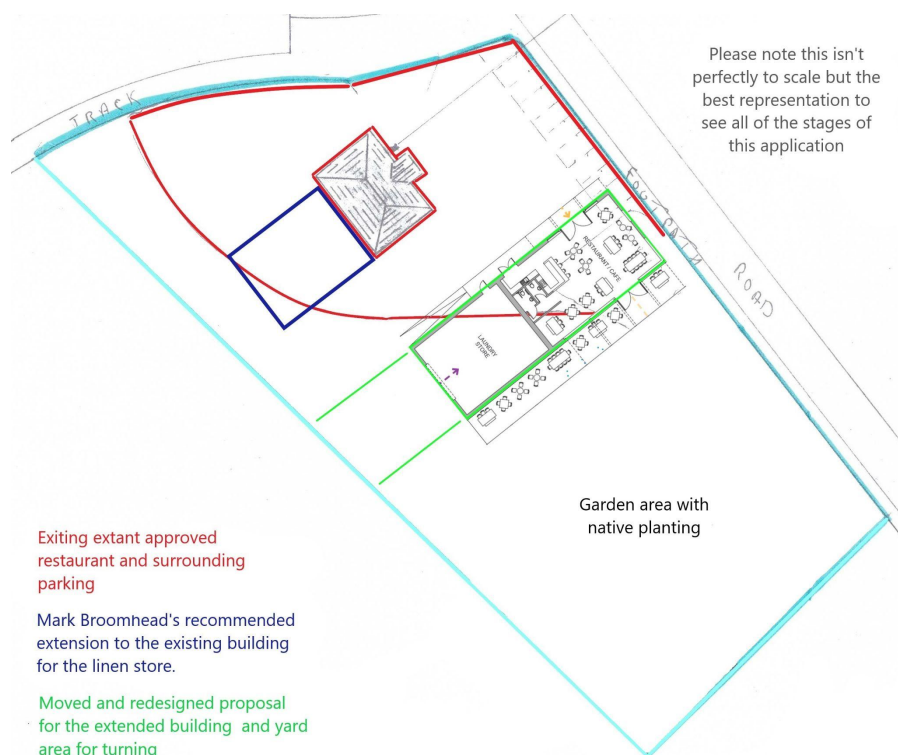 Please note this isn't
perfectly to scale but the
best representation to
see all of the stages of
this application
TRACK
FOOTPATH
ROAD
RESTAURANT / CAFE
LAUNDRY
STORE
Garden area with
native planting
Exiting extant approved
restaurant and surrounding
parking
Mark Broomhead's recommended
extension to the existing building
for the linen store.
Moved and redesigned proposal
for the extended building and yard
area for turning